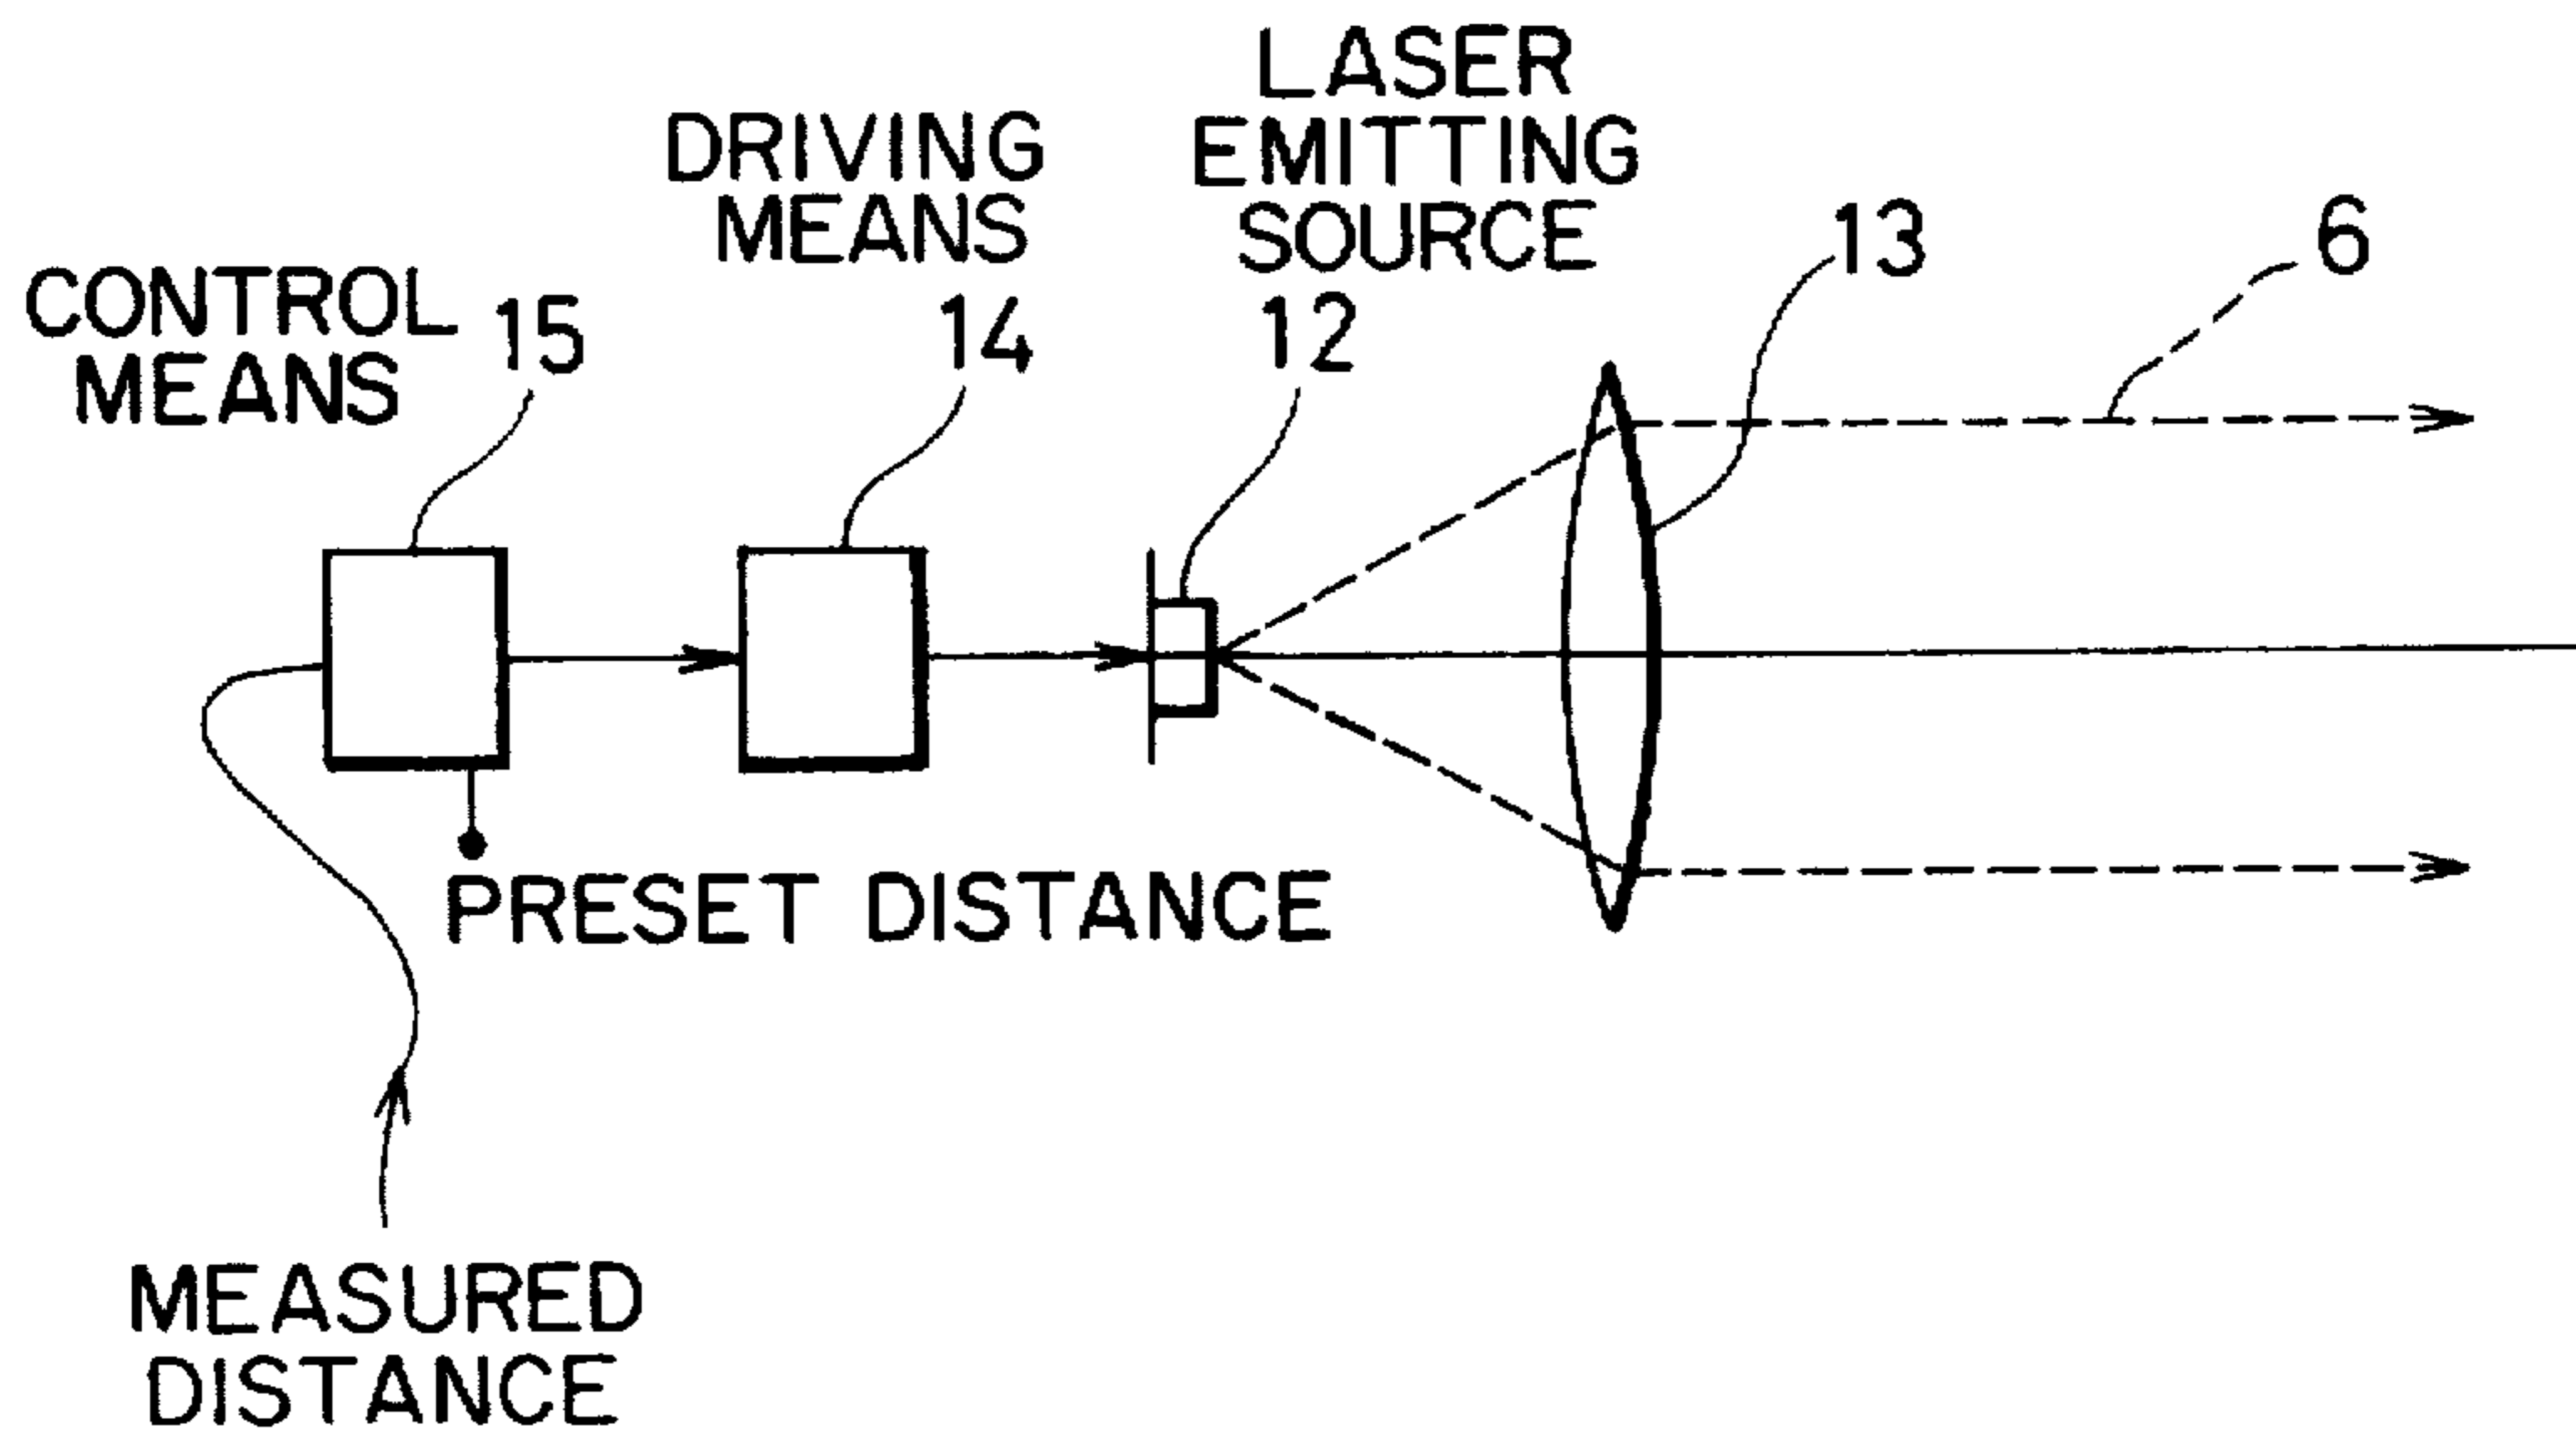 LASER
EMITTING
SOURCE
12
DRIVING
MEANS
14
CONTROL
MEANS
15
13
6
PRESET DISTANCE
MEASURED
DISTANCE